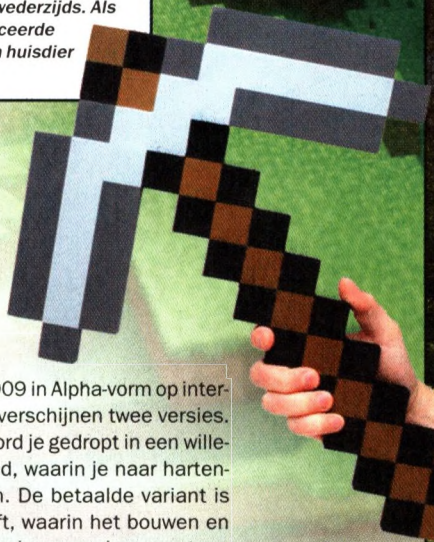 wederzijds. Als
ceerde
huisdier
009 in Alpha-vorm op inter-
verschijnen twee versies.
ord je gedropt in een wille-
d, waarin je naar harten-
n. De betaalde variant is
ft, waarin het bouwen en